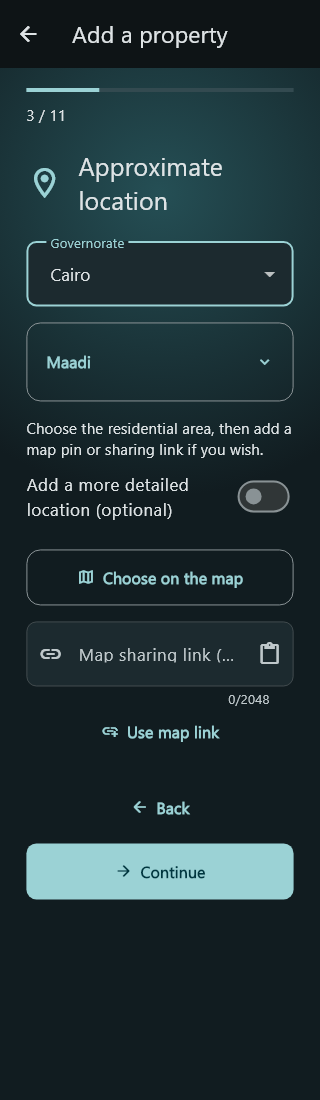 Add a property
3 / 11
Approximate
location
Governorate
Cairo
Maadi
Choose the residential area, then add a
map pin or sharing link if you wish.
Add a more detailed
location (optional)
Choose on the map
Map sharing link (...
0/2048
Use map link
Back
Continue